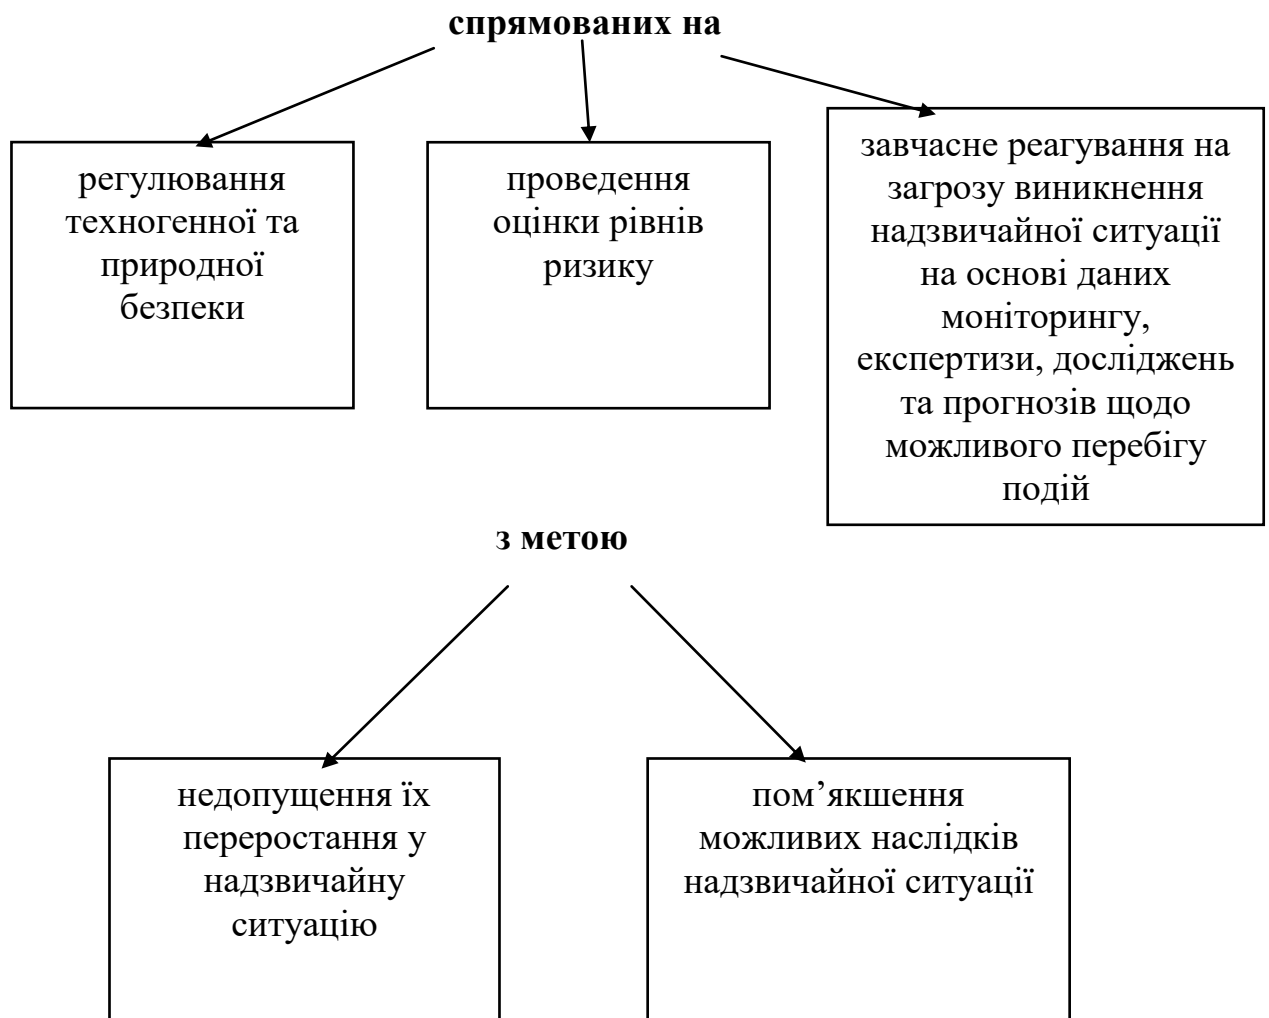 спрямованих на
регулювання
техногенної та
природної
безпеки
проведення
оцінки рівнів
ризику
завчасне реагування на
загрозу виникнення
надзвичайної ситуації
на основі даних
моніторингу,
експертизи, досліджень
та прогнозів щодо
можливого перебігу
подій
з метою
недопущення їх
переростання у
надзвичайну
ситуацію
пом’якшення
можливих наслідків
надзвичайної ситуації